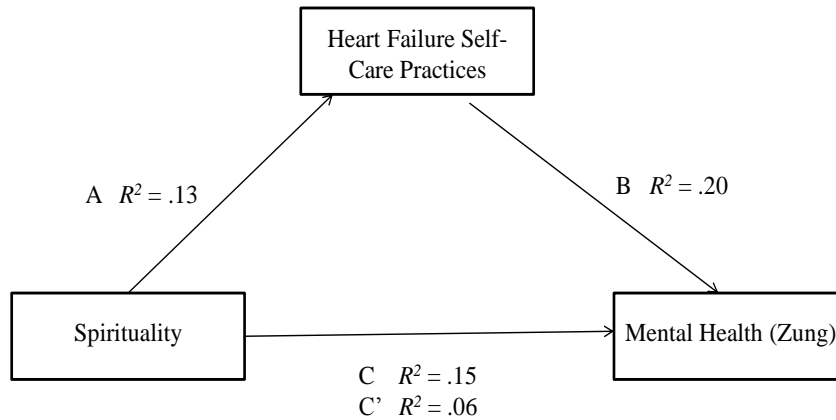 Heart Failure Self-
Care Practices
A R² = .13
B R² = .20
Spirituality
Mental Health (Zung)
C R² = .15
C’ R² = .06